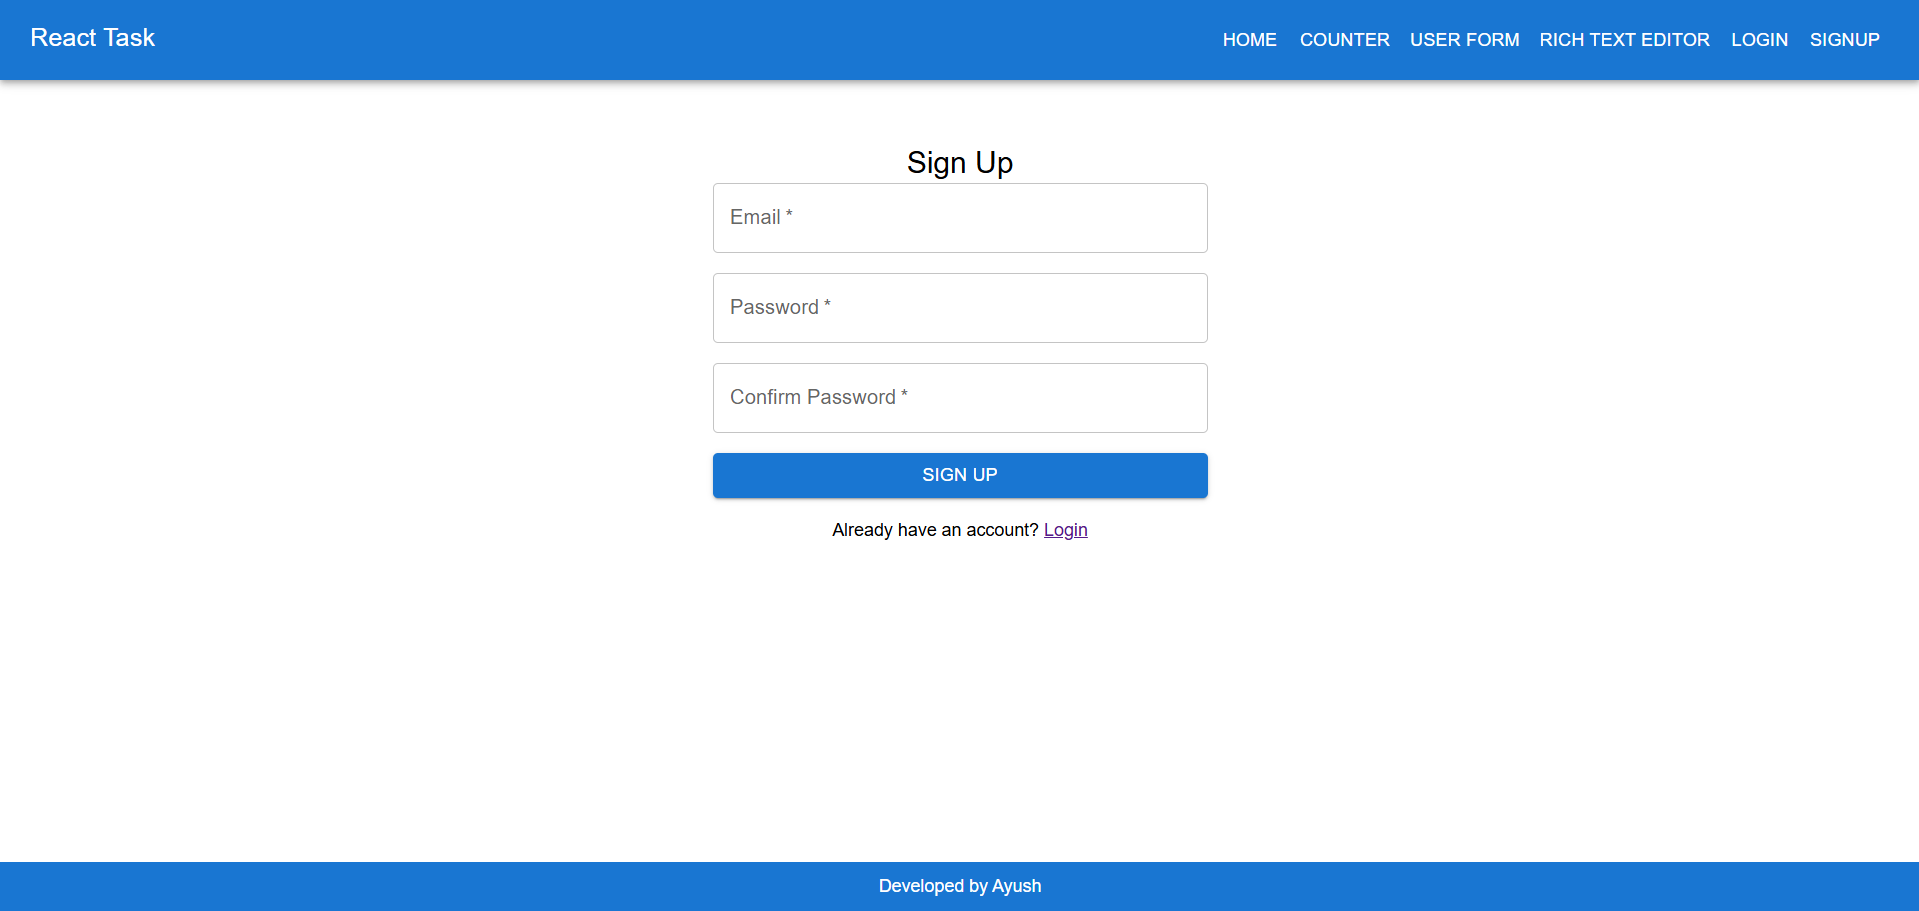 React Task
HOME COUNTER USER FORM RICH TEXT EDITOR LOGIN SIGNUP
Sign Up
Email *
Password *
Confirm Password *
SIGN UP
Already have an account? Login
Developed by Ayush